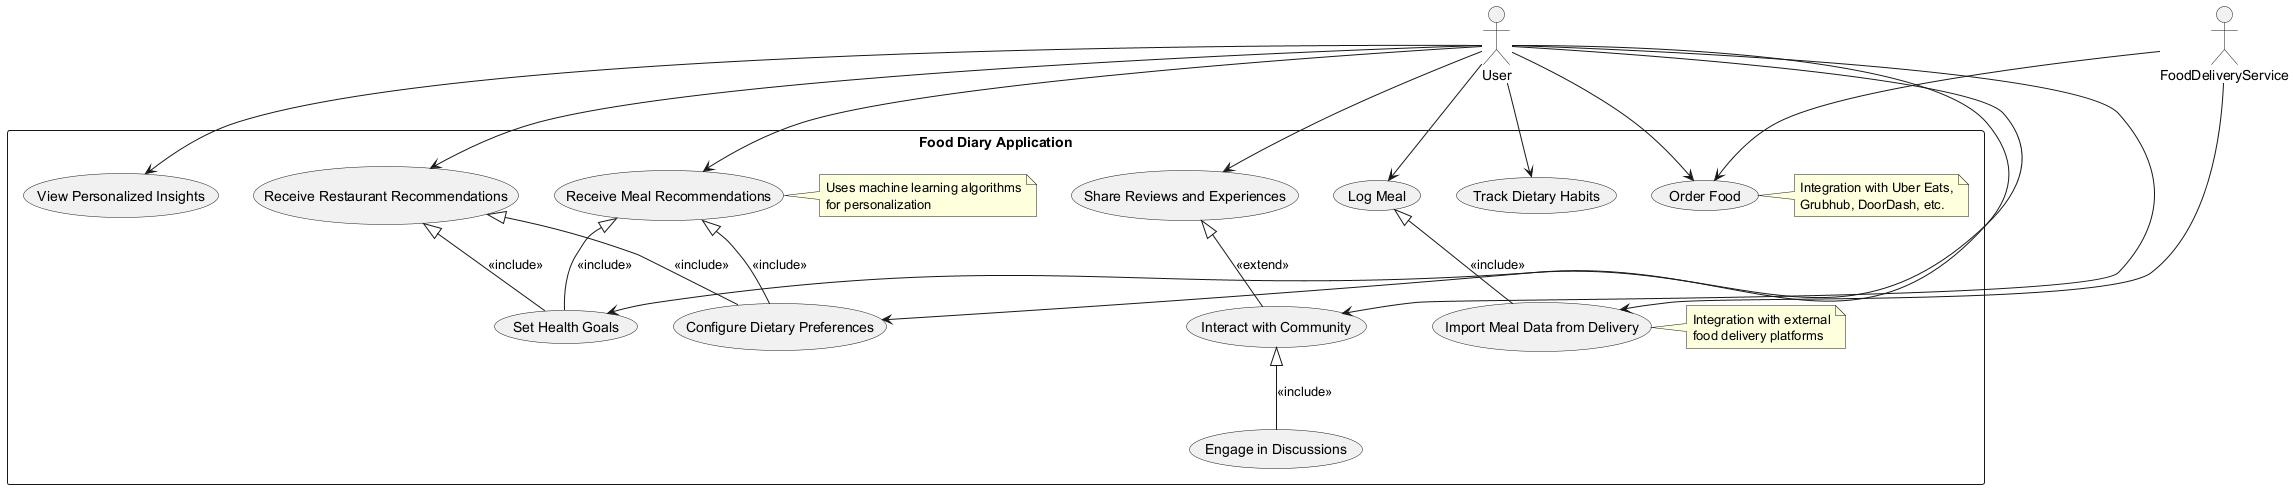 User
FoodDeliveryService
Food Diary Application
View Personalized Insights
Receive Restaurant Recommendations
Receive Meal Recommendations
Uses machine learning algorithms
for personalization
Share Reviews and Experiences
Log Meal
Track Dietary Habits
Order Food
Integration with Uber Eats,
Grubhub, DoorDash, etc.
«include»
«include»
«include»
«include»
«extend»
«include»
Set Health Goals
Configure Dietary Preferences
Interact with Community
Import Meal Data from Delivery
Integration with external
food delivery platforms
«include»
Engage in Discussions